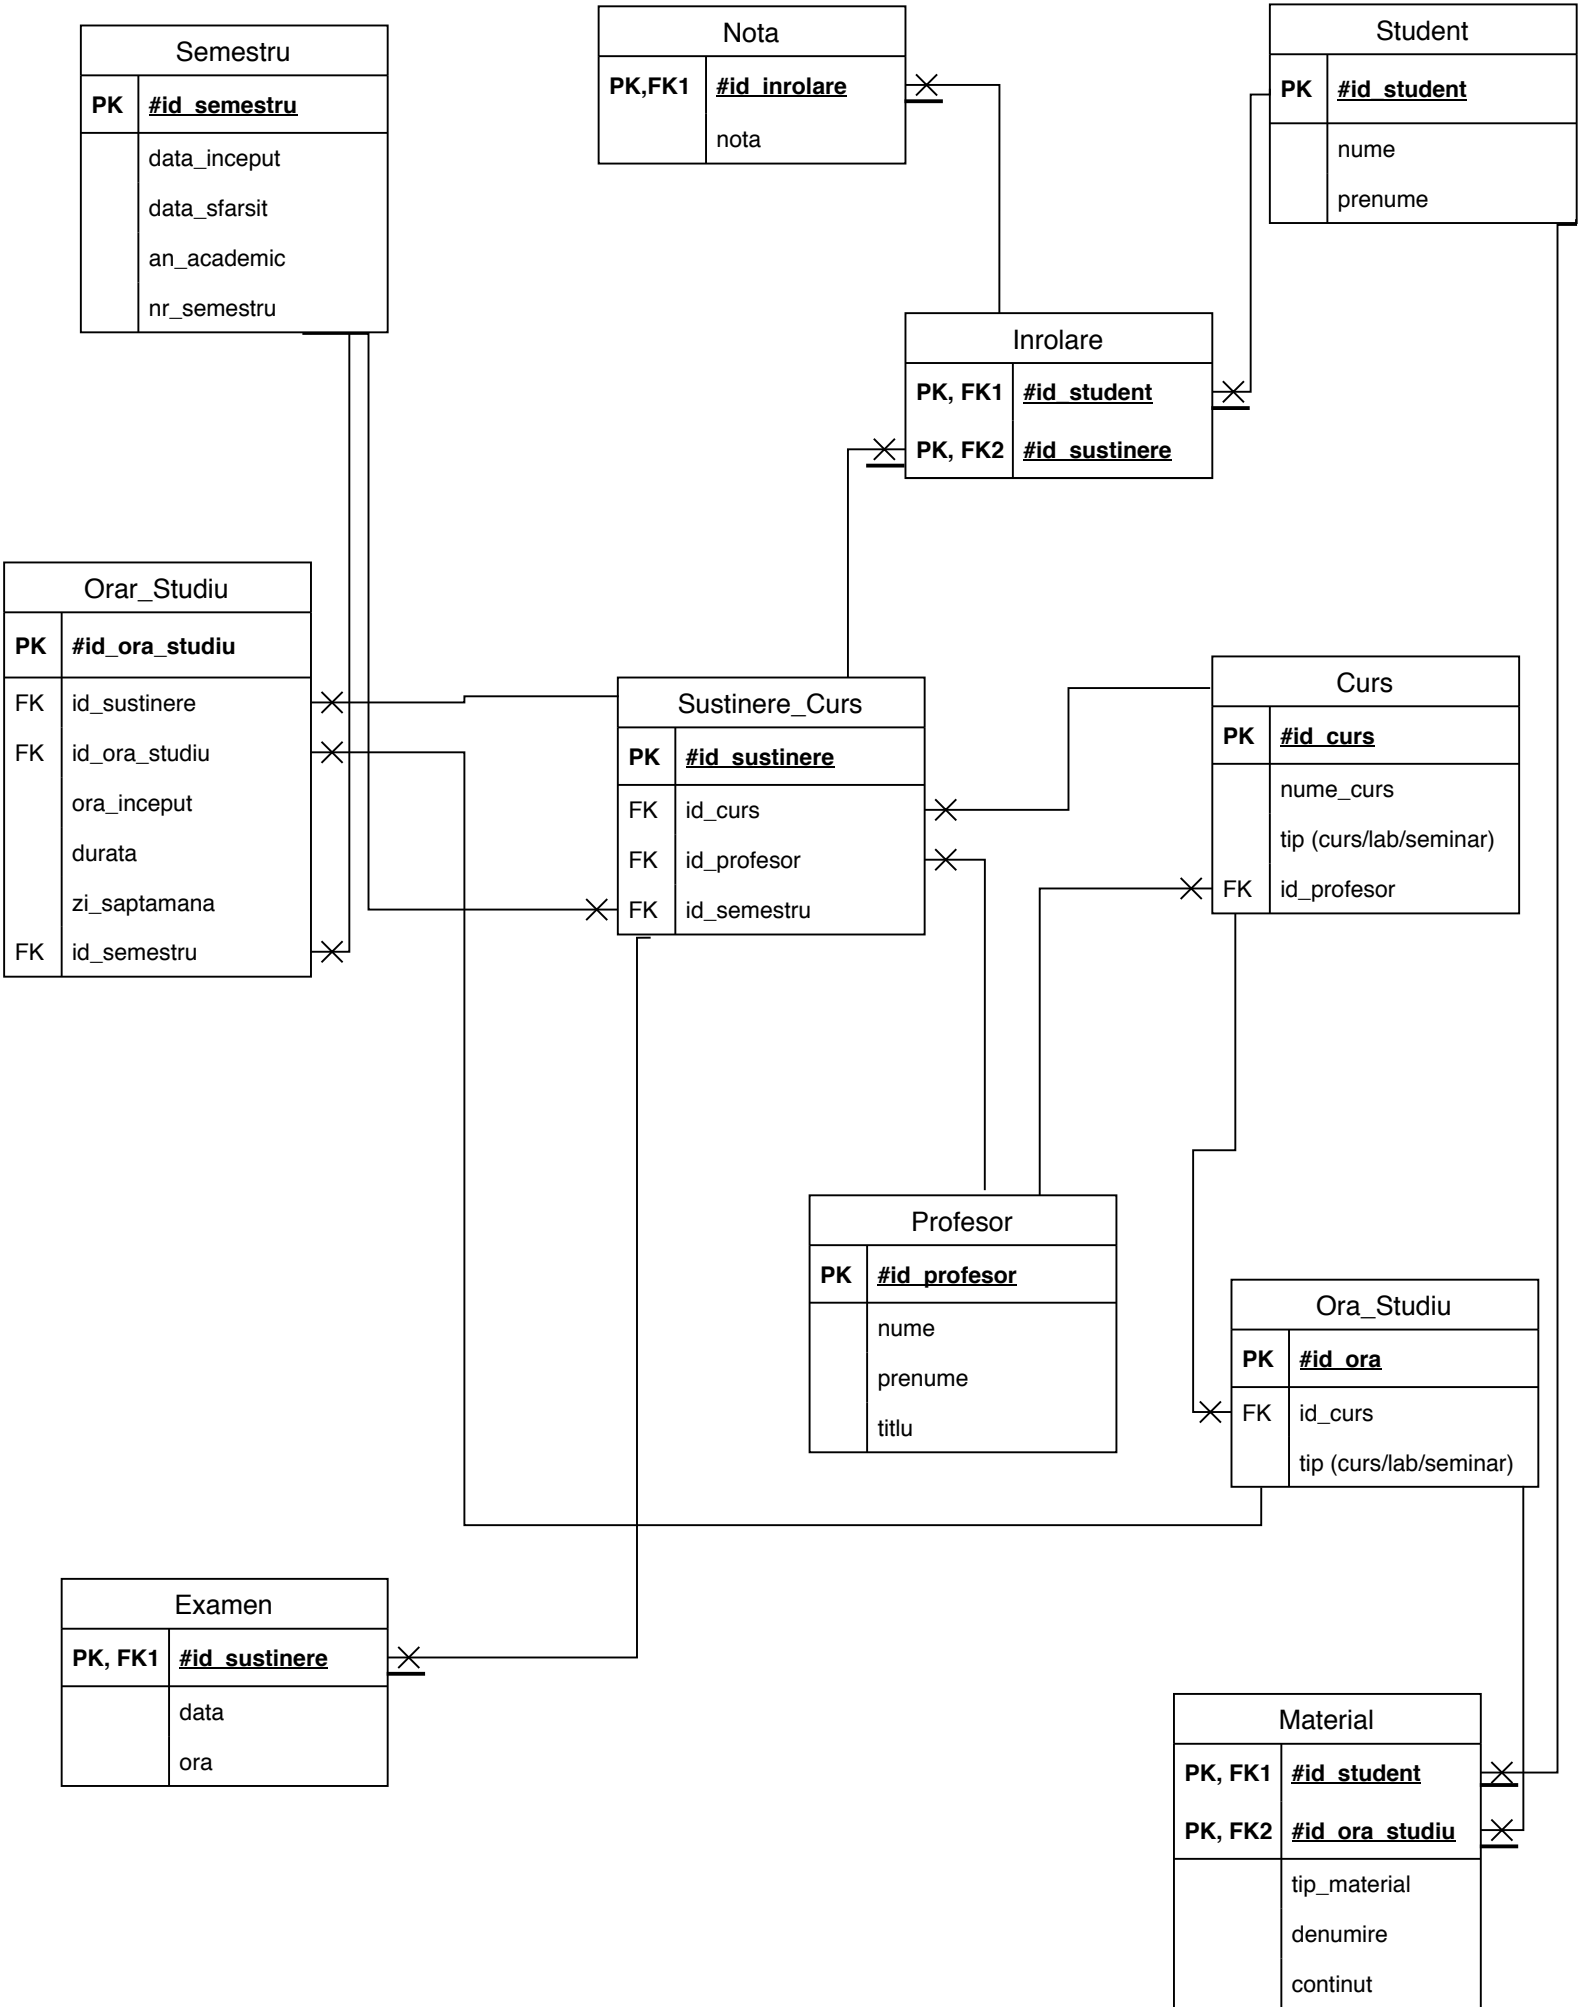 Semestru
PK #id_semestru
data_inceput
data_sfarsit
an_academic
nr_semestru
Nota
PK,FK1 #id_inrolare
nota
Student
PK #id_student
nume
prenume
Inrolare
PK, FK1 #id_student
PK, FK2 #id_sustinere
Orar_Studiu
PK #id_ora_studiu
FK id_sustinere
FK id_ora_studiu
ora_inceput
durata
zi_saptamana
FK id_semestru
Sustinere_Curs
PK #id_sustinere
FK id_curs
FK id_profesor
FK id_semestru
Curs
PK #id_curs
nume_curs
tip (curs/lab/seminar)
FK id_profesor
Profesor
PK #id_profesor
nume
prenume
titlu
Ora_Studiu
PK #id_ora
FK id_curs
tip (curs/lab/seminar)
Examen
PK, FK1 #id_sustinere
data
ora
Material
PK, FK1 #id_student
PK, FK2 #id_ora_studiu
tip_material
denumire
continut